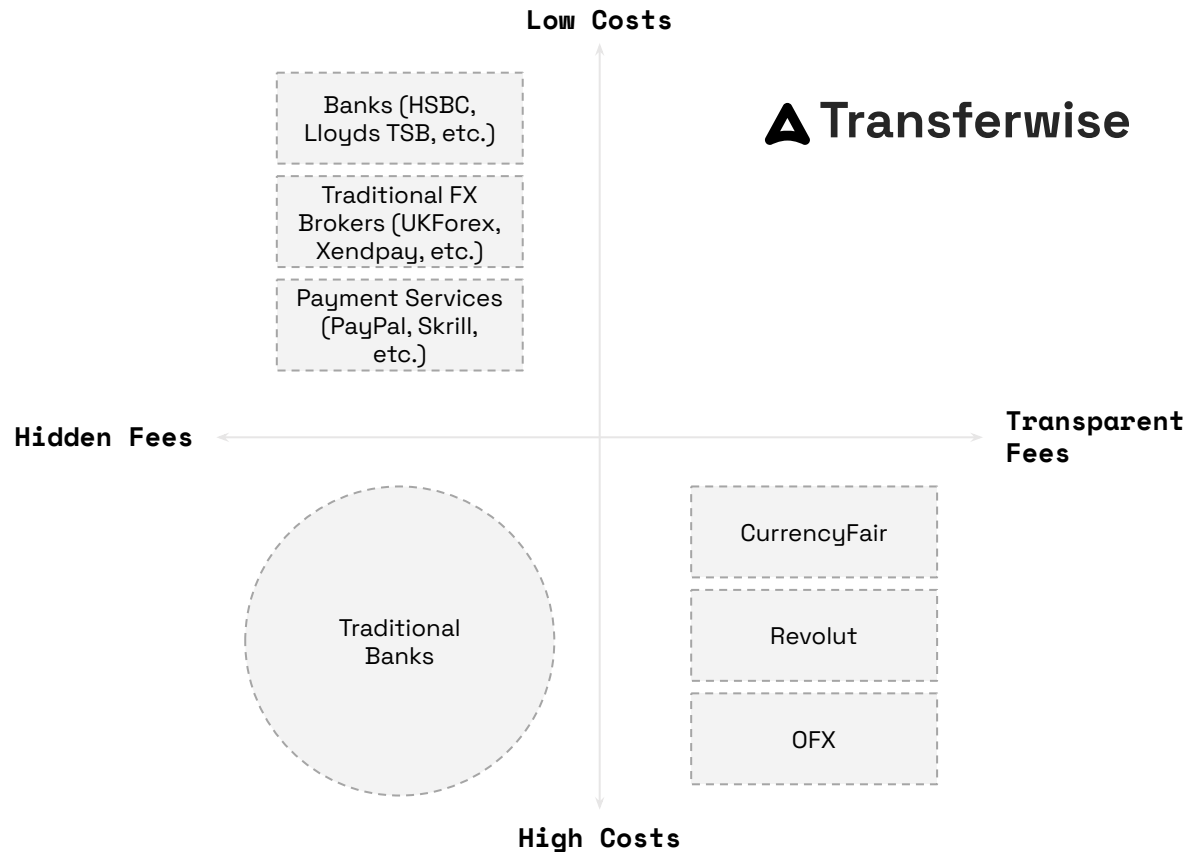 Low Costs
Banks (HSBC,
Lloyds TSB, etc.)
Transferwise
Traditional FX
Brokers (UKForex,
Xendpay, etc.)
Payment Services
(PayPal, Skrill,
etc.)
Hidden Fees
Transparent
Fees
CurrencyFair
Traditional
Banks
Revolut
OFX
High Costs